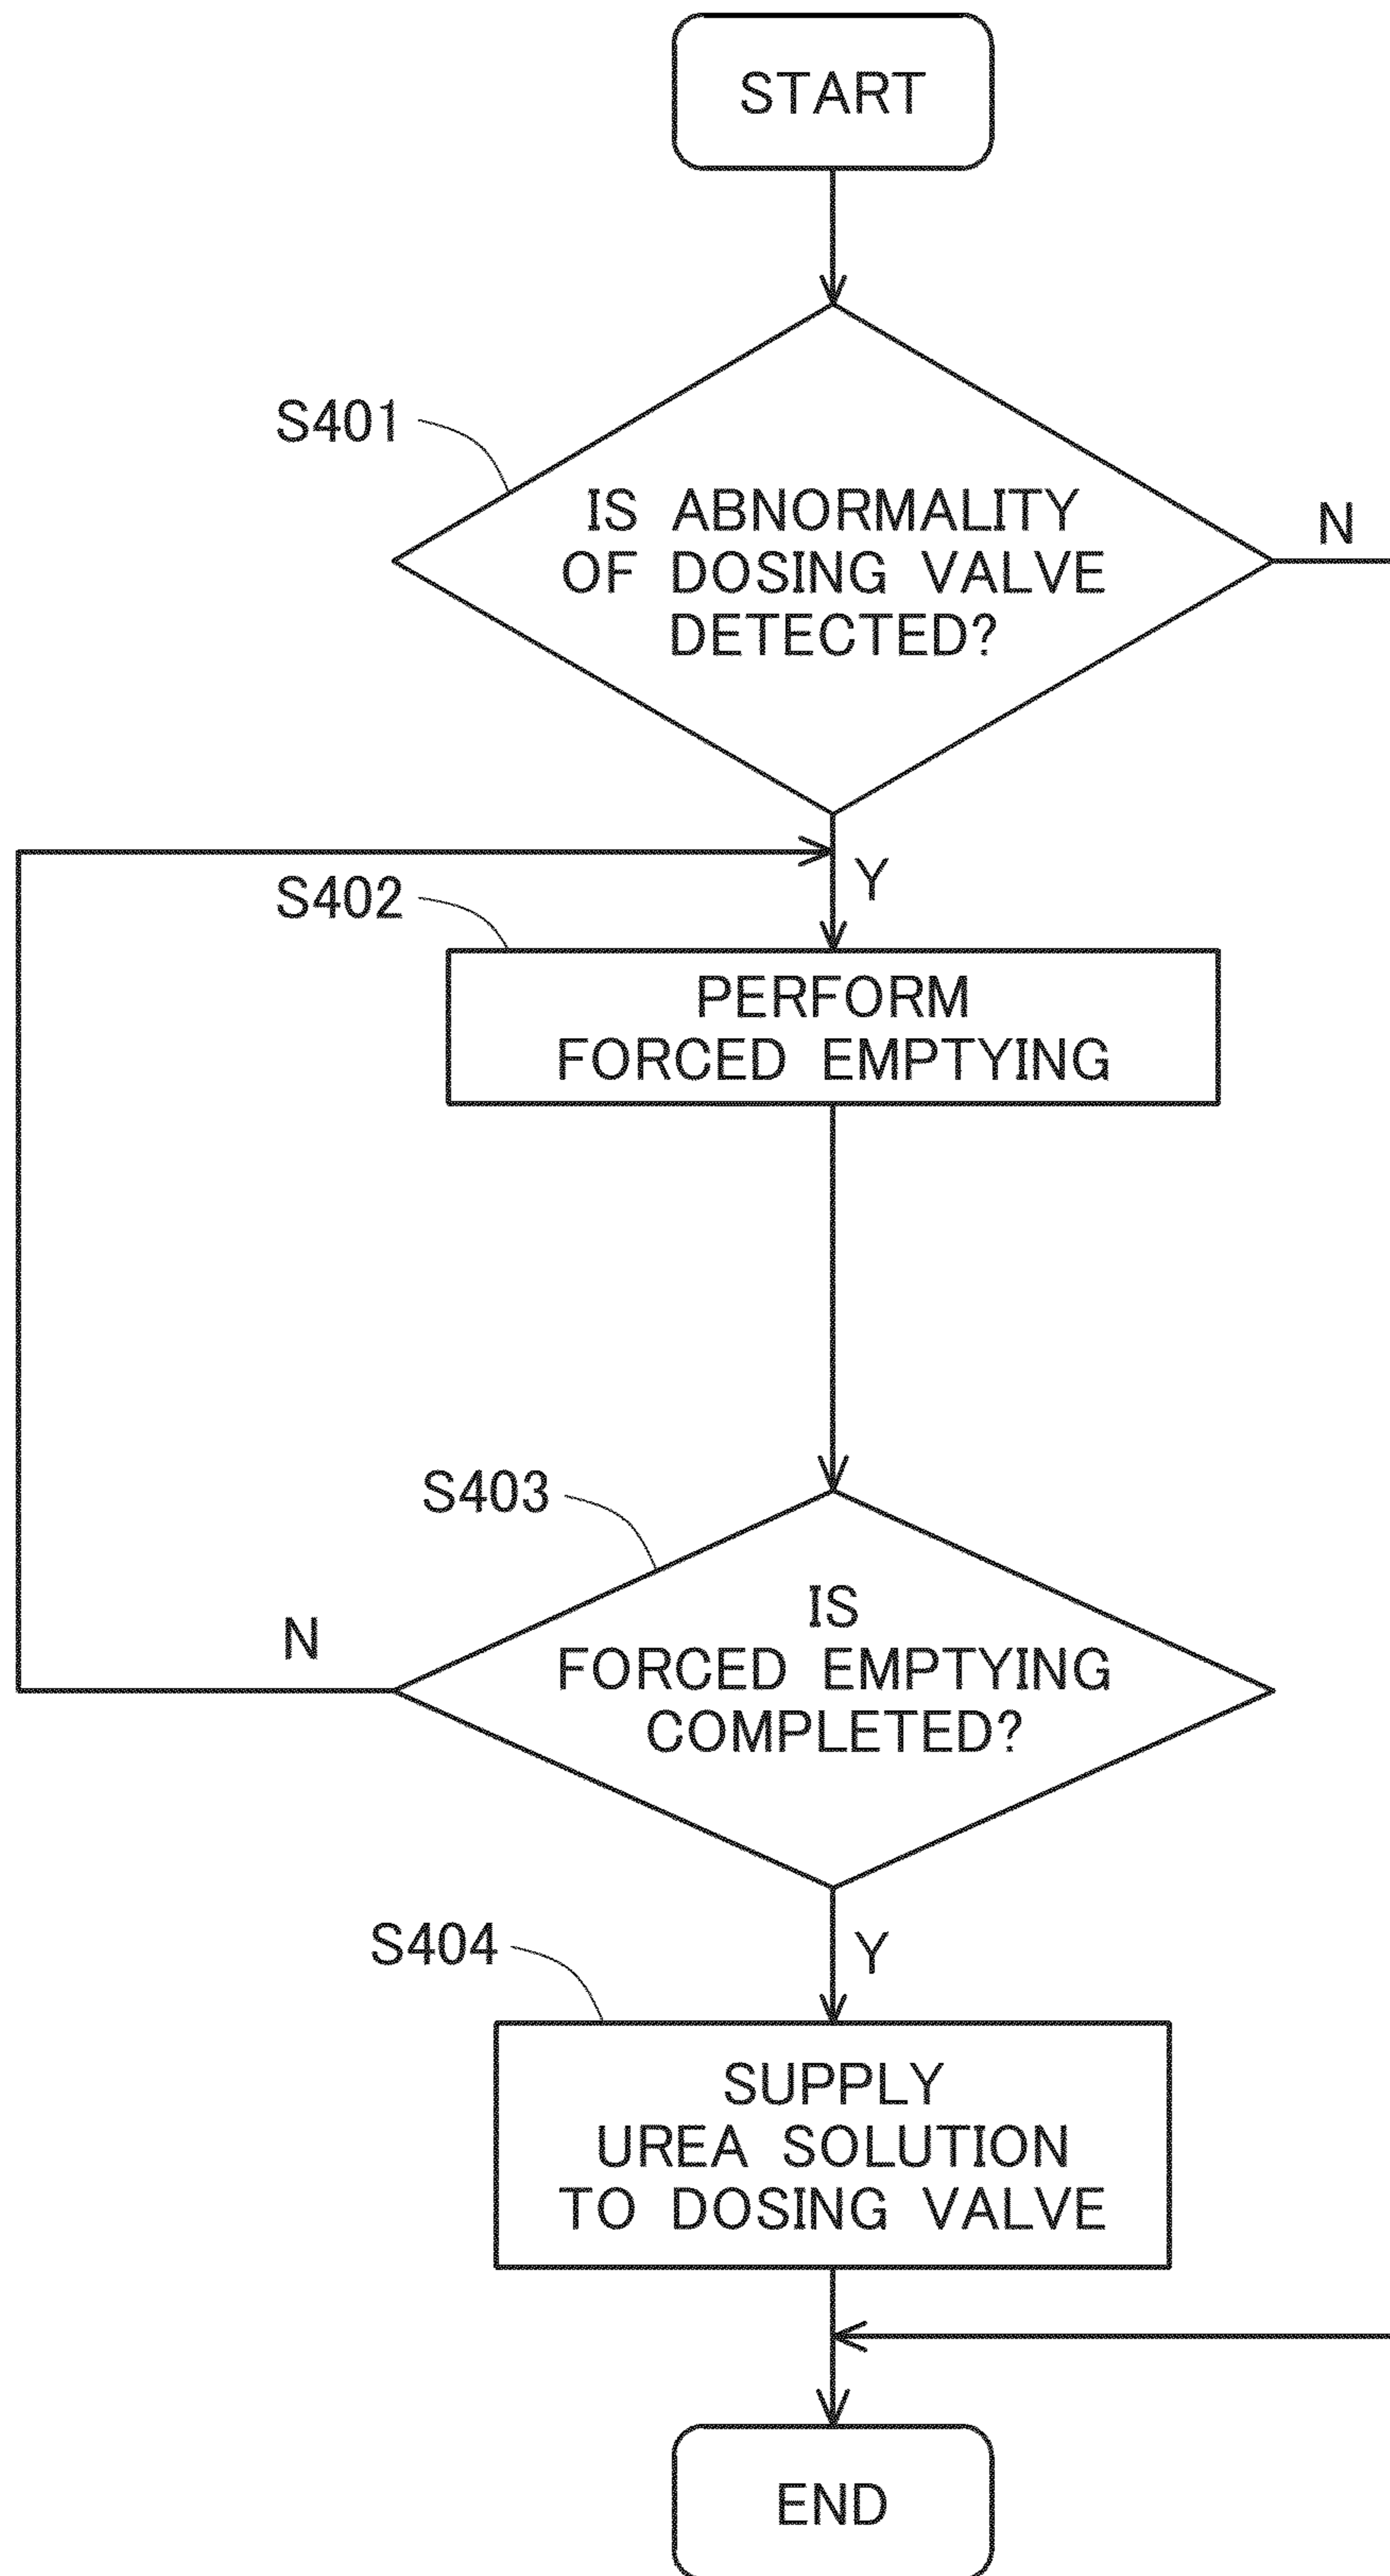 START
S401
IS ABNORMALITY
OF DOSING VALVE
DETECTED?
N
Y
S402
PERFORM
FORCED EMPTYING
S403
IS
FORCED EMPTYING
COMPLETED?
N
Y
S404
SUPPLY
UREA SOLUTION
TO DOSING VALVE
END